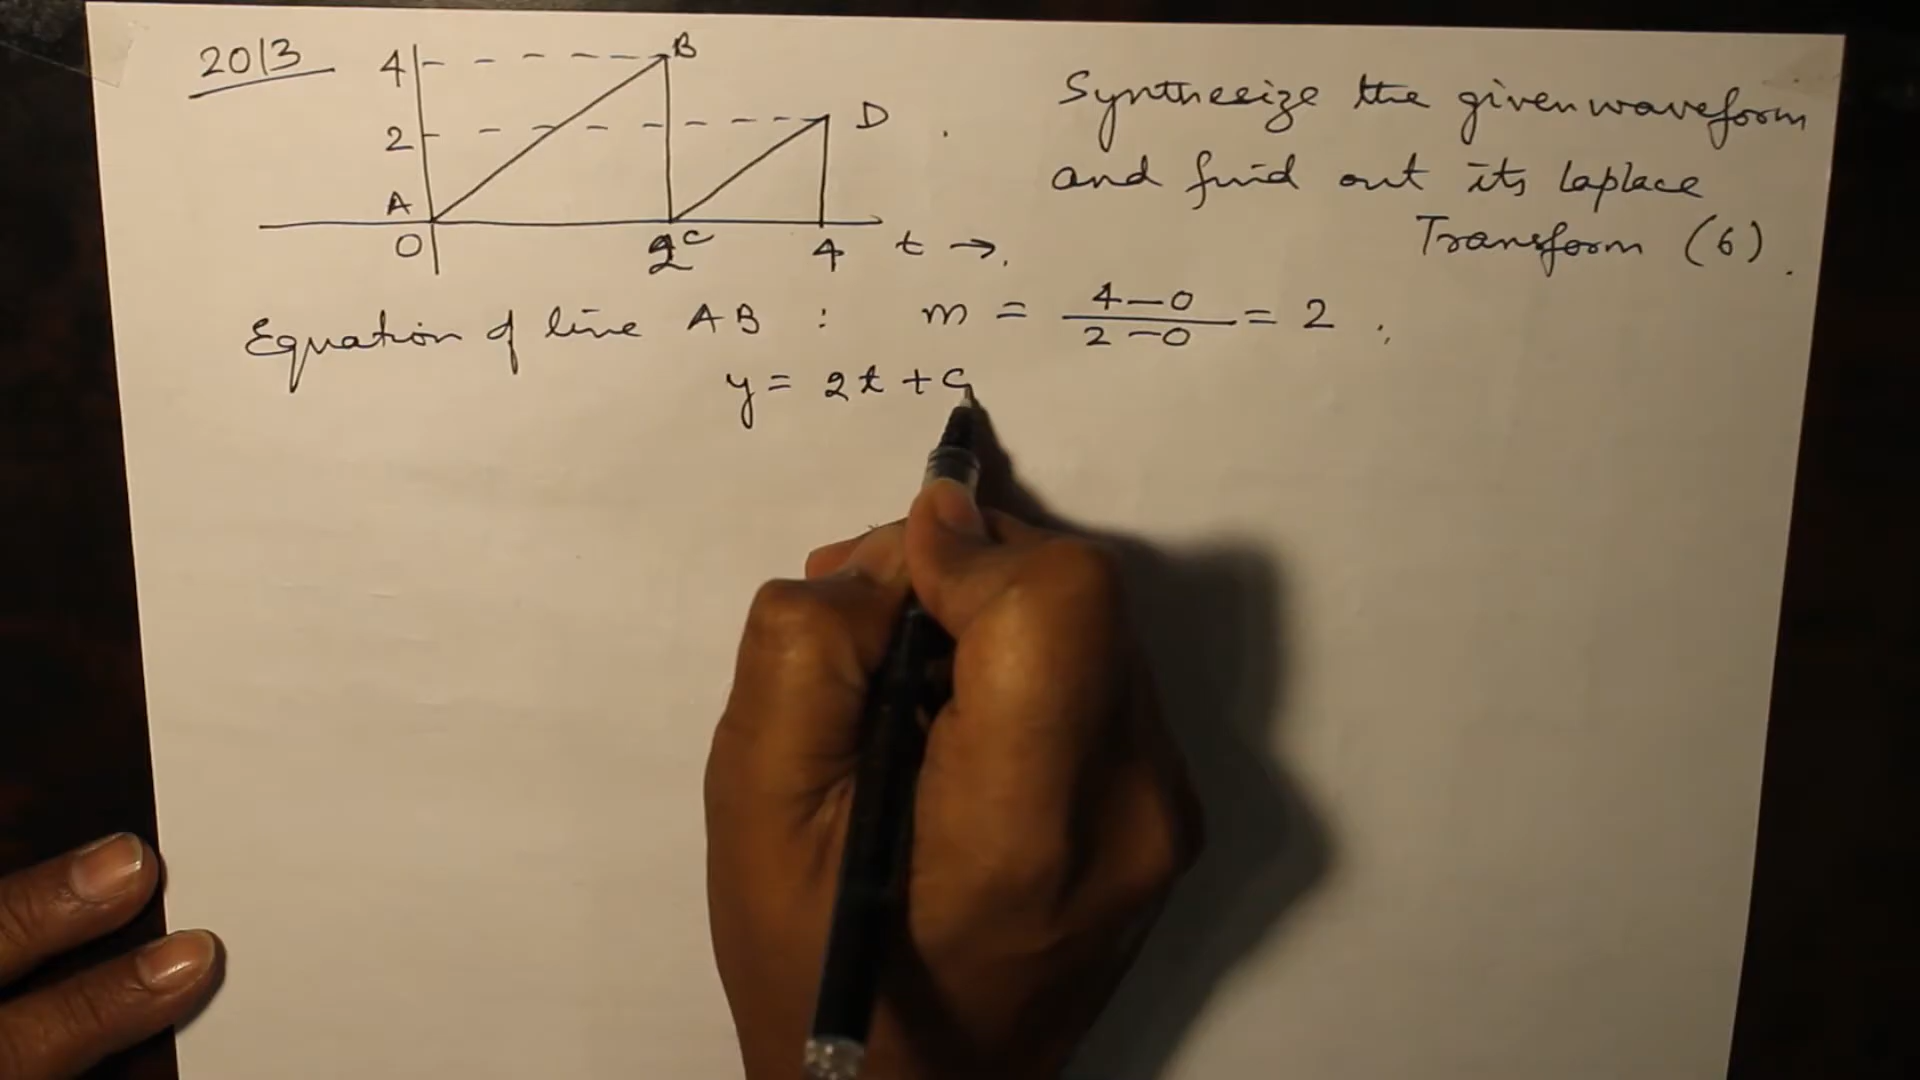 2013
4
B
2
D
A
0
2
C
4
t →
Syntheeize the given waveform
and find out its laplace
Transform (6).
Equation of line AB : m = 4-0 / 2-0 = 2 ;
y = 2t + c